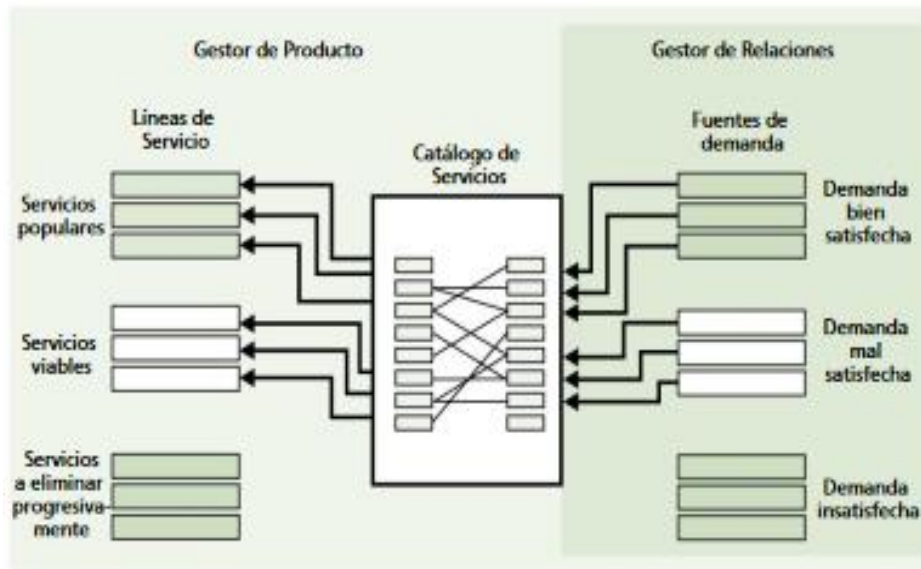 Gestor de Producto
Gestor de Relaciones
Líneas de
Servicio
Catálogo de
Servicios
Fuentes de
demanda
Servicios
populares
Demanda
bien
satisfecha
Servicios
viables
Demanda
mal
satisfecha
Servicios
a eliminar
progresiva-
mente
Demanda
insatisfecha